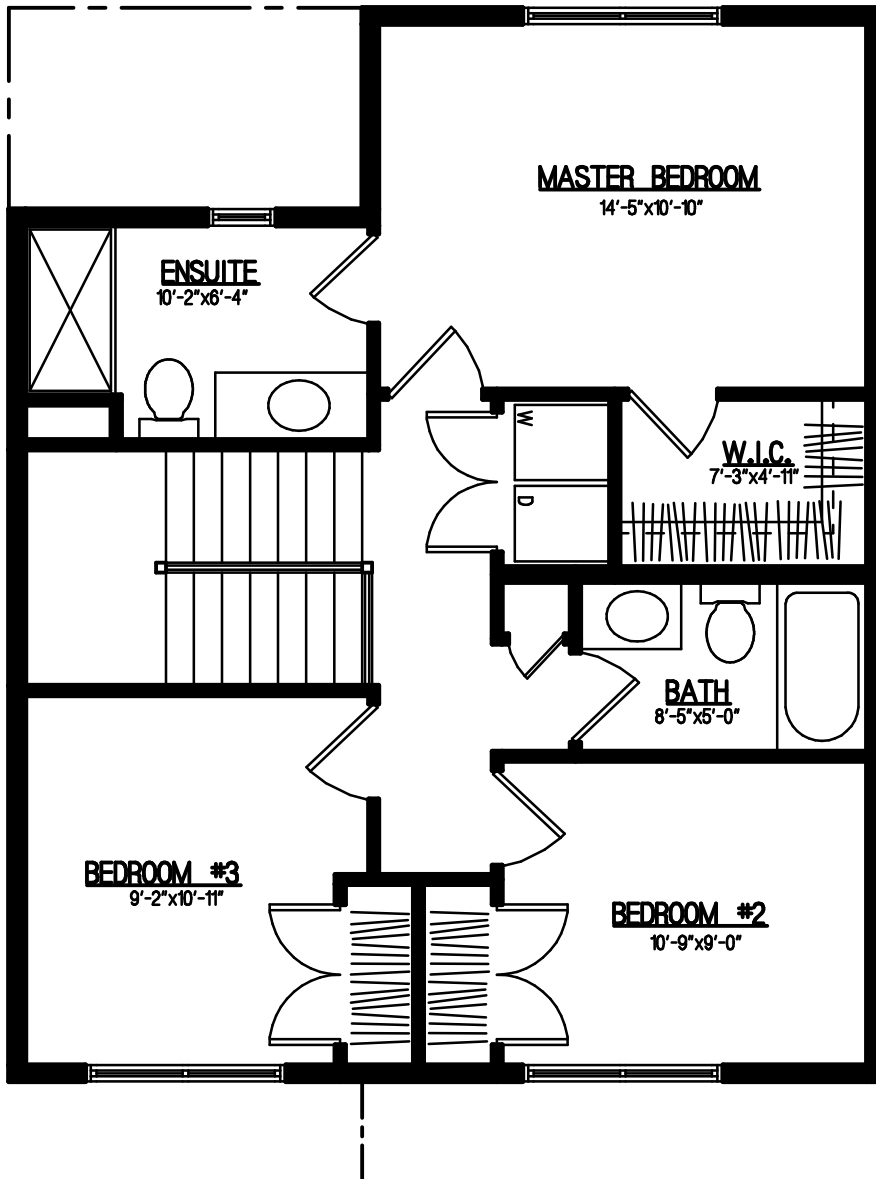 MASTER BEDROOM
14'-5"x10'-10"
ENSUITE
10'-2"x6'-4"
W
W.I.C.
7'-3"x4'-11"
D
BATH
8'-5"x5'-0"
BEDROOM #3
9'-2"x10'-11"
BEDROOM #2
10'-9"x9'-0"